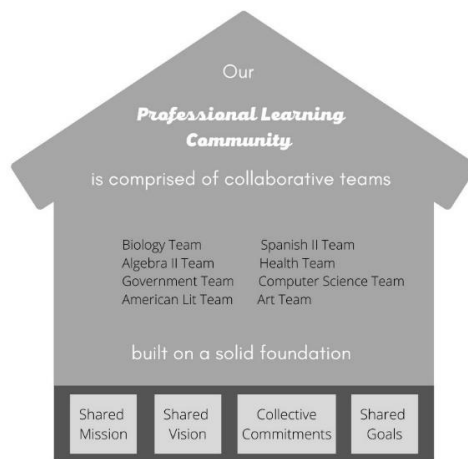 Our
Professional Learning
Community
is comprised of collaborative teams
Biology Team
Algebra II Team
Government Team
American Lit Team
Spanish II Team
Health Team
Computer Science Team
Art Team
built on a solid foundation
Shared
Mission
Shared
Vision
Collective
Commitments
Shared
Goals